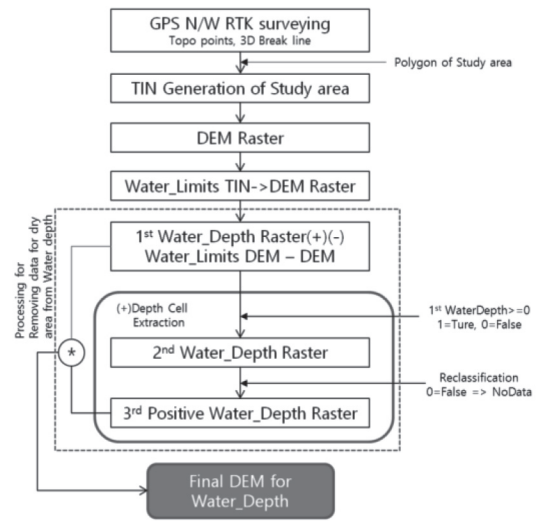 GPS N/W RTK surveying
Topo points, 3D Break line
Polygon of Study area
TIN Generation of Study area
DEM Raster
Water_Limits TIN->DEM Raster
Processing for
Removing data for dry
area from Water depth
1st Water_Depth Raster(+)(-)
Water_Limits DEM – DEM
(+)Depth Cell
Extraction
1st WaterDepth>=0
1=Ture, 0=False
*
2nd Water_Depth Raster
Reclassification
0=False => NoData
3rd Positive Water_Depth Raster
Final DEM for
Water_Depth